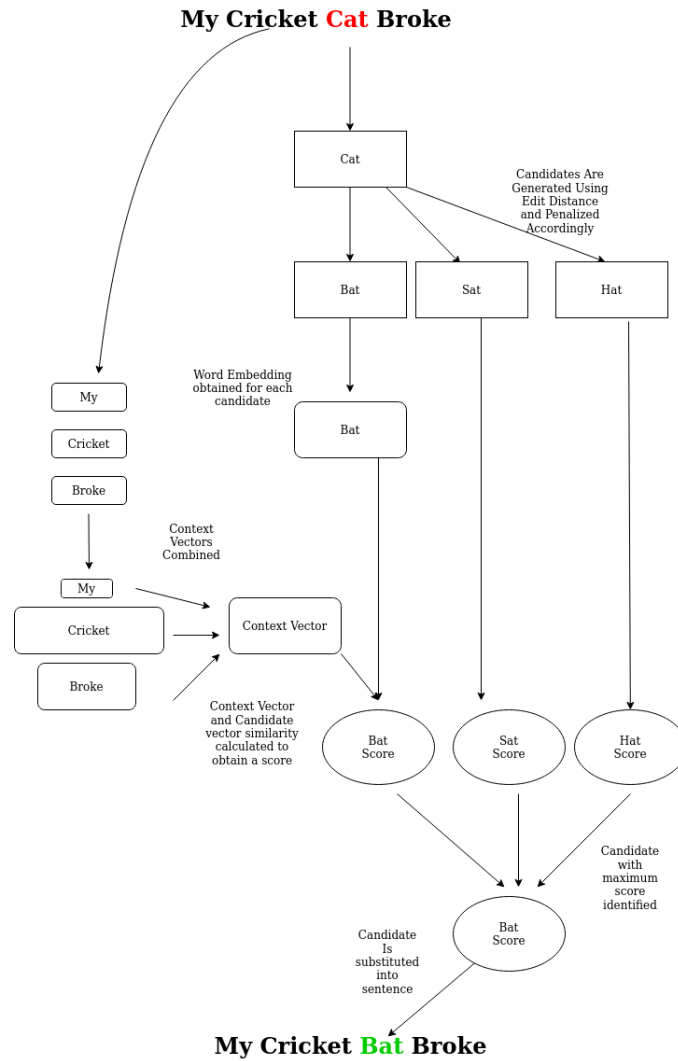 My Cricket Cat Broke
Cat
Candidates Are
Generated Using
Edit Distance
and Penalized
Accordingly
Bat
Sat
Hat
Word Embedding
obtained for each
candidate
My
Bat
Cricket
Broke
Context
Vectors
Combined
My
Cricket
Context Vector
Broke
Context Vector
and Candidate
vector similarity
calculated to
obtain a score
Bat
Score
Sat
Score
Hat
Score
Candidate
with
maximum
score
identified
Bat
Score
Candidate
Is
substituted
into
sentence
My Cricket Bat Broke